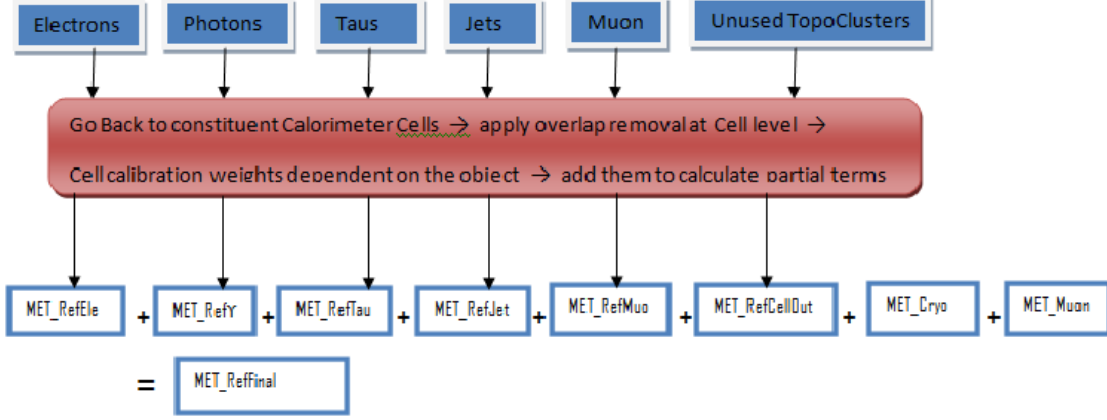 Electrons Photons Taus Jets Muon Unused TopoClusters
Go Back to constituent Calorimeter Cells → apply overlap removal at Cell level →
Cell calibration weights dependent on the object → add them to calculate partial terms
MET_RefEle + MET_Refγ + MET_RefTau + MET_RefJet + MET_RefMuo + MET_RefCellOut + MET_Cryo + MET_Muon
= MET_RefFinal